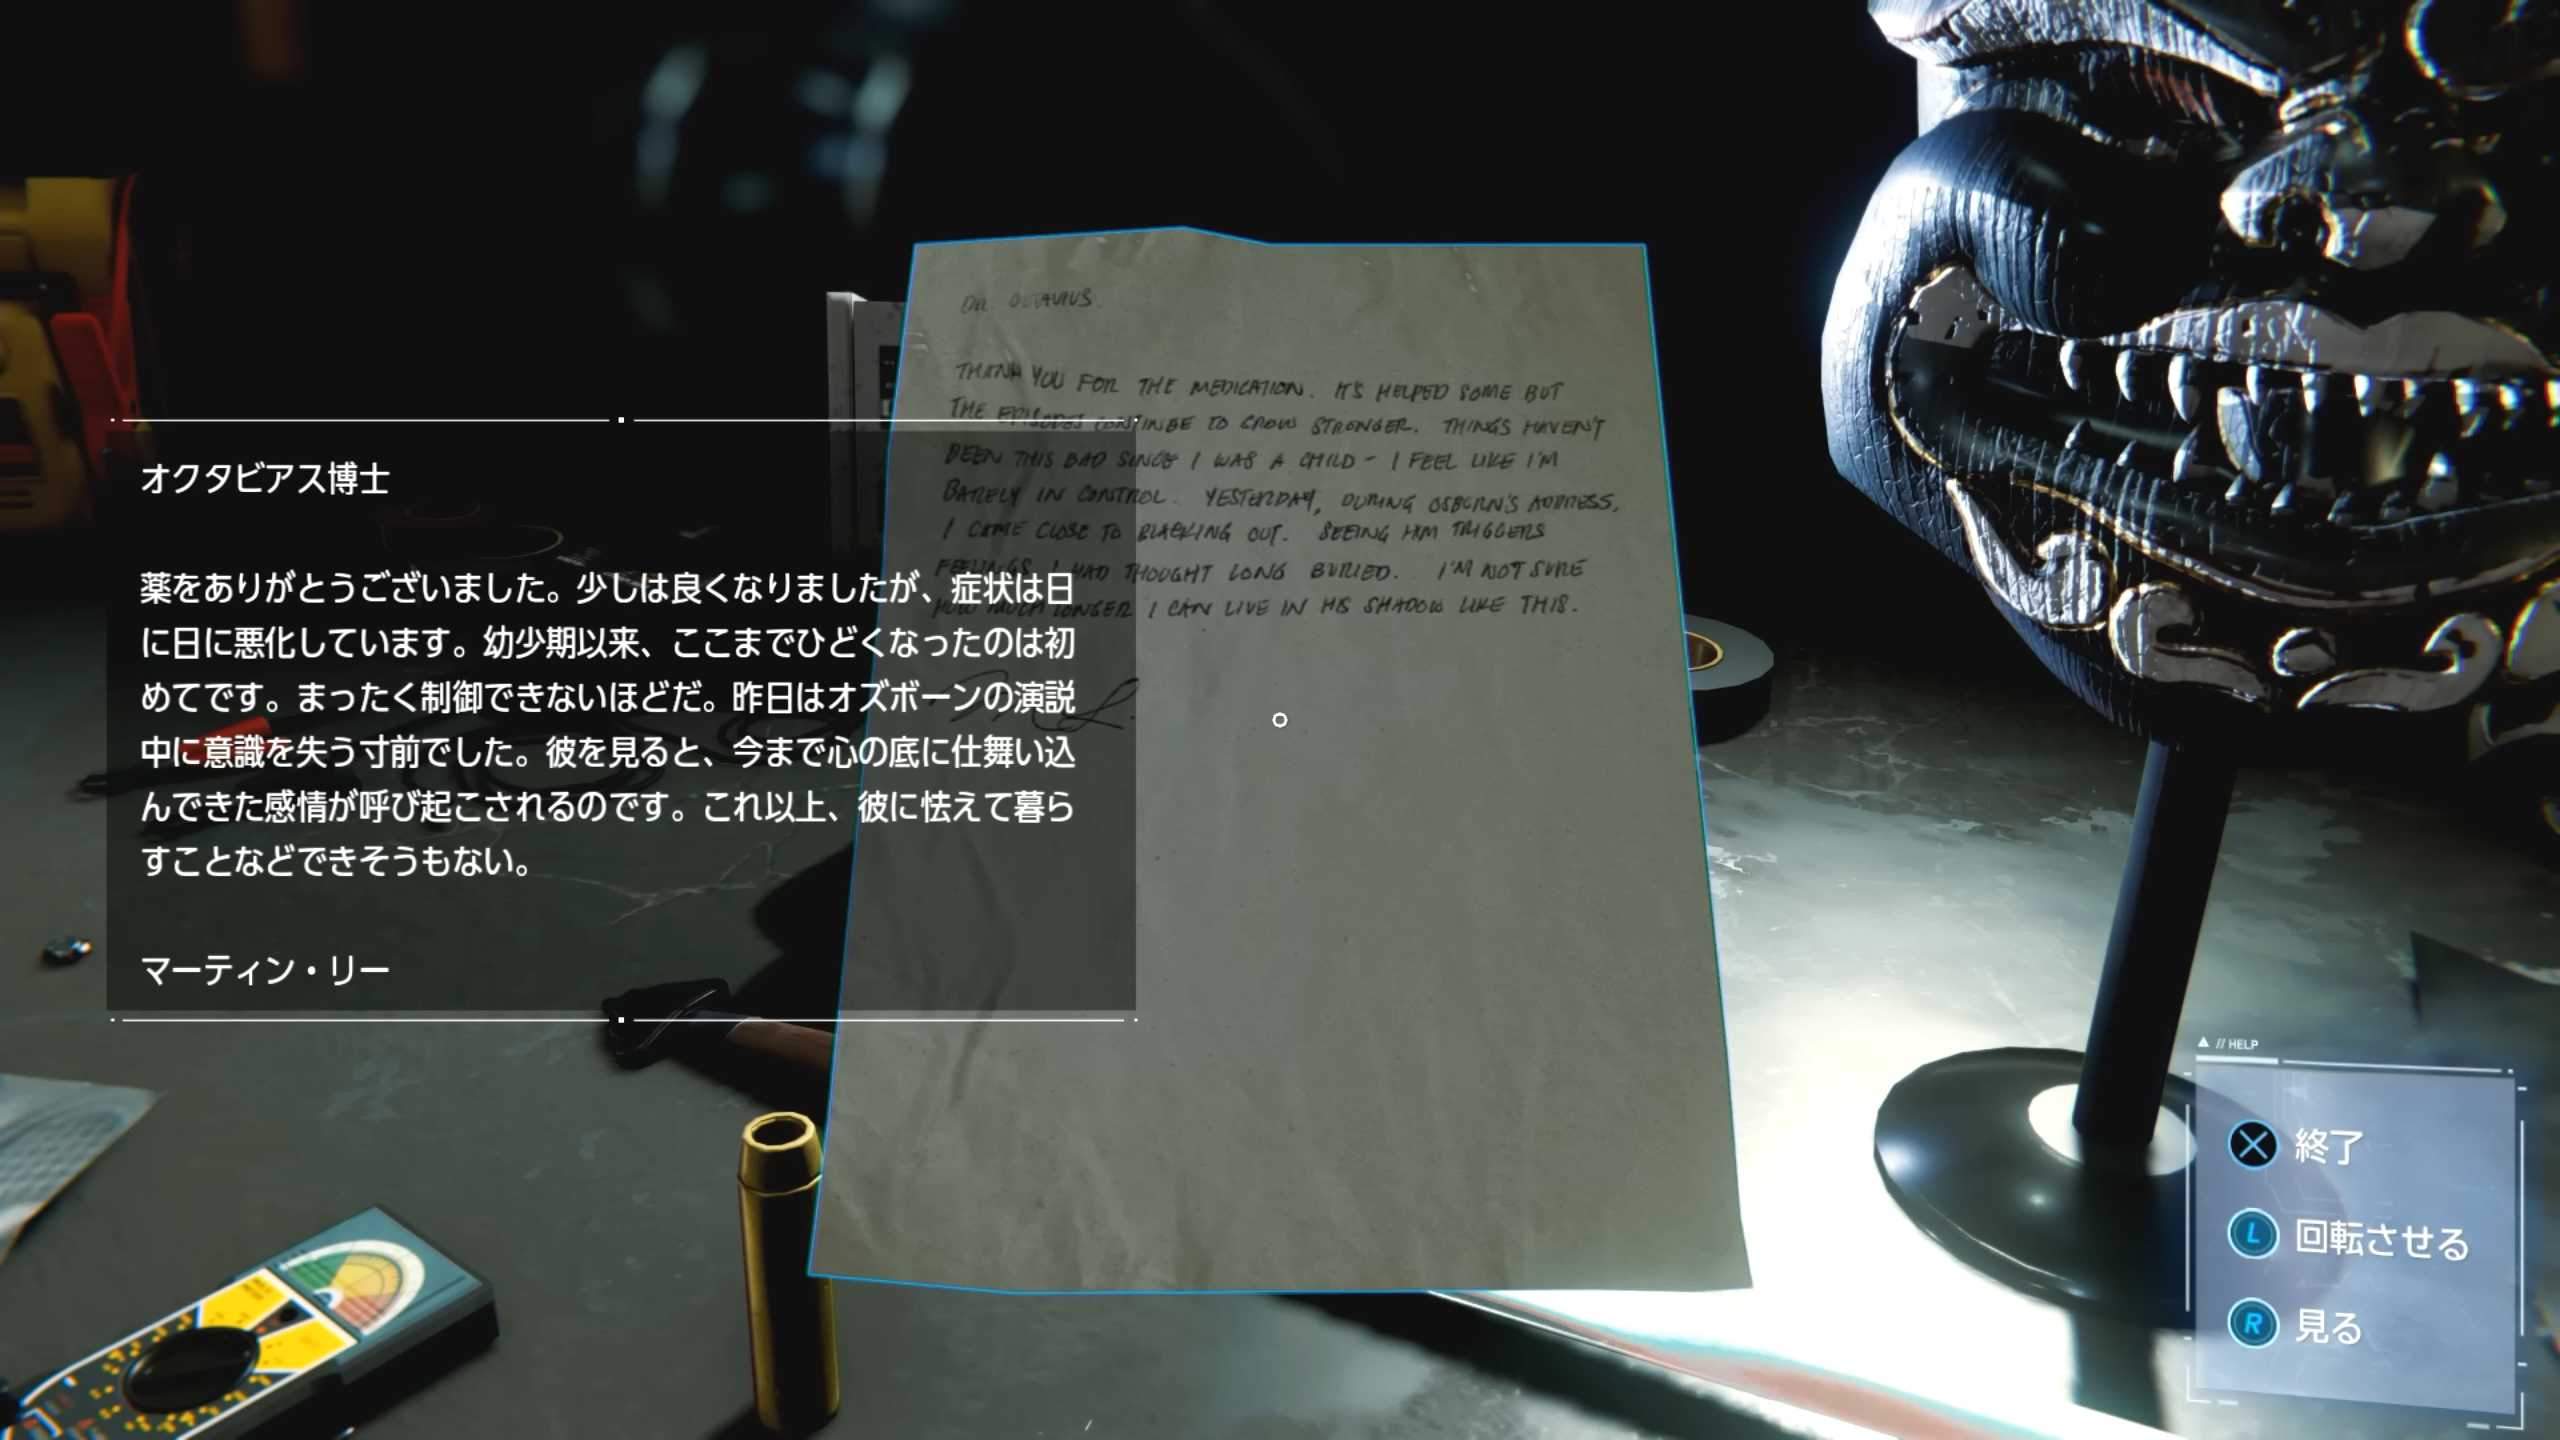 DR. OCTAVIUS.
THANK YOU FOR THE MEDICATION. IT'S HELPED SOME BUT
THE EPISODES CONTINUE TO GROW STRONGER. THINGS HAVEN'T
BEEN THIS BAD SINCE I WAS A CHILD - I FEEL LIKE I'M
BARELY IN CONTROL. YESTERDAY, DURING OSBORN'S ADDRESS,
I CAME CLOSE TO BLACKING OUT. SEEING HIM TRIGGERS
FEELINGS I HAD THOUGHT LONG BURIED. I'M NOT SURE
HOW MUCH LONGER I CAN LIVE IN HIS SHADOW LIKE THIS.
オクタビアス博士
薬をありがとうございました。少しは良くなりましたが、症状は日
に日に悪化しています。幼少期以来、ここまでひどくなったのは初
めてです。まったく制御できないほどだ。昨日はオズボーンの演説
中に意識を失う寸前でした。彼を見ると、今まで心の底に仕舞い込
んできた感情が呼び起こされるのです。これ以上、彼に怯えて暮ら
すことなどできそうもない。
マーティン・リー
// HELP
終了
L 回転させる
R 見る